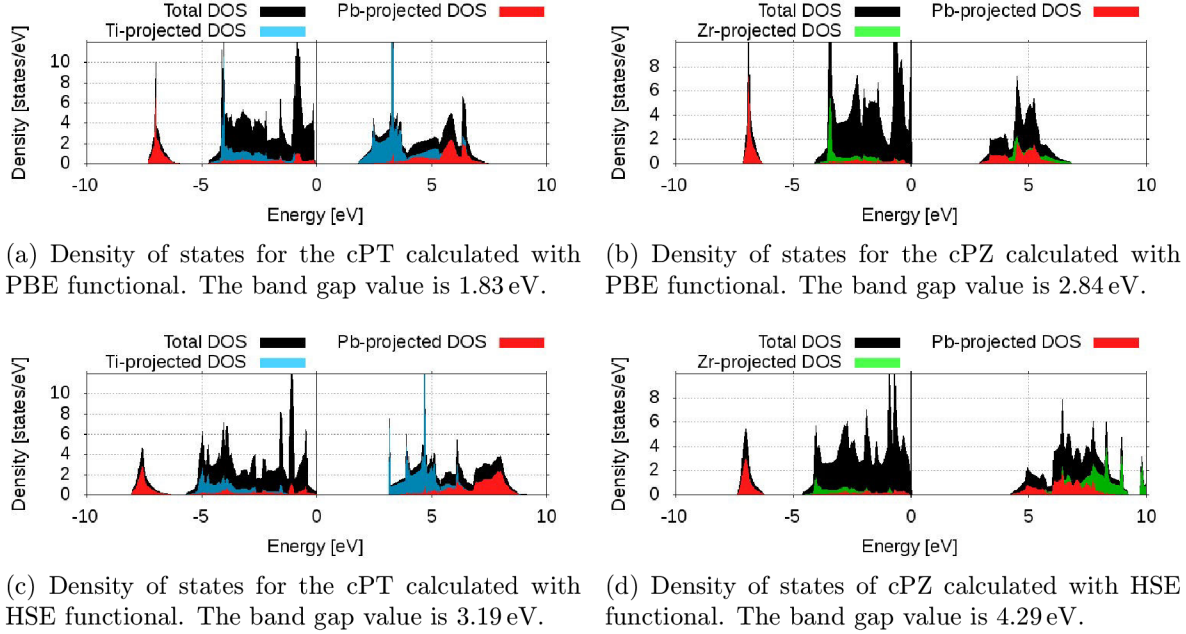 Total DOS
Pb-projected DOS
Ti-projected DOS
Density [states/eV]
10
8
6
4
2
0
-10
-5
0
5
10
Energy [eV]
(a) Density of states for the cPT calculated with
PBE functional. The band gap value is 1.83 eV.
Total DOS
Pb-projected DOS
Zr-projected DOS
Density [states/eV]
8
6
4
2
0
-10
-5
0
5
10
Energy [eV]
(b) Density of states for the cPZ calculated with
PBE functional. The band gap value is 2.84 eV.
Total DOS
Pb-projected DOS
Ti-projected DOS
Density [states/eV]
10
8
6
4
2
0
-10
-5
0
5
10
Energy [eV]
(c) Density of states for the cPT calculated with
HSE functional. The band gap value is 3.19 eV.
Total DOS
Pb-projected DOS
Zr-projected DOS
Density [states/eV]
8
6
4
2
0
-10
-5
0
5
10
Energy [eV]
(d) Density of states of cPZ calculated with HSE
functional. The band gap value is 4.29 eV.